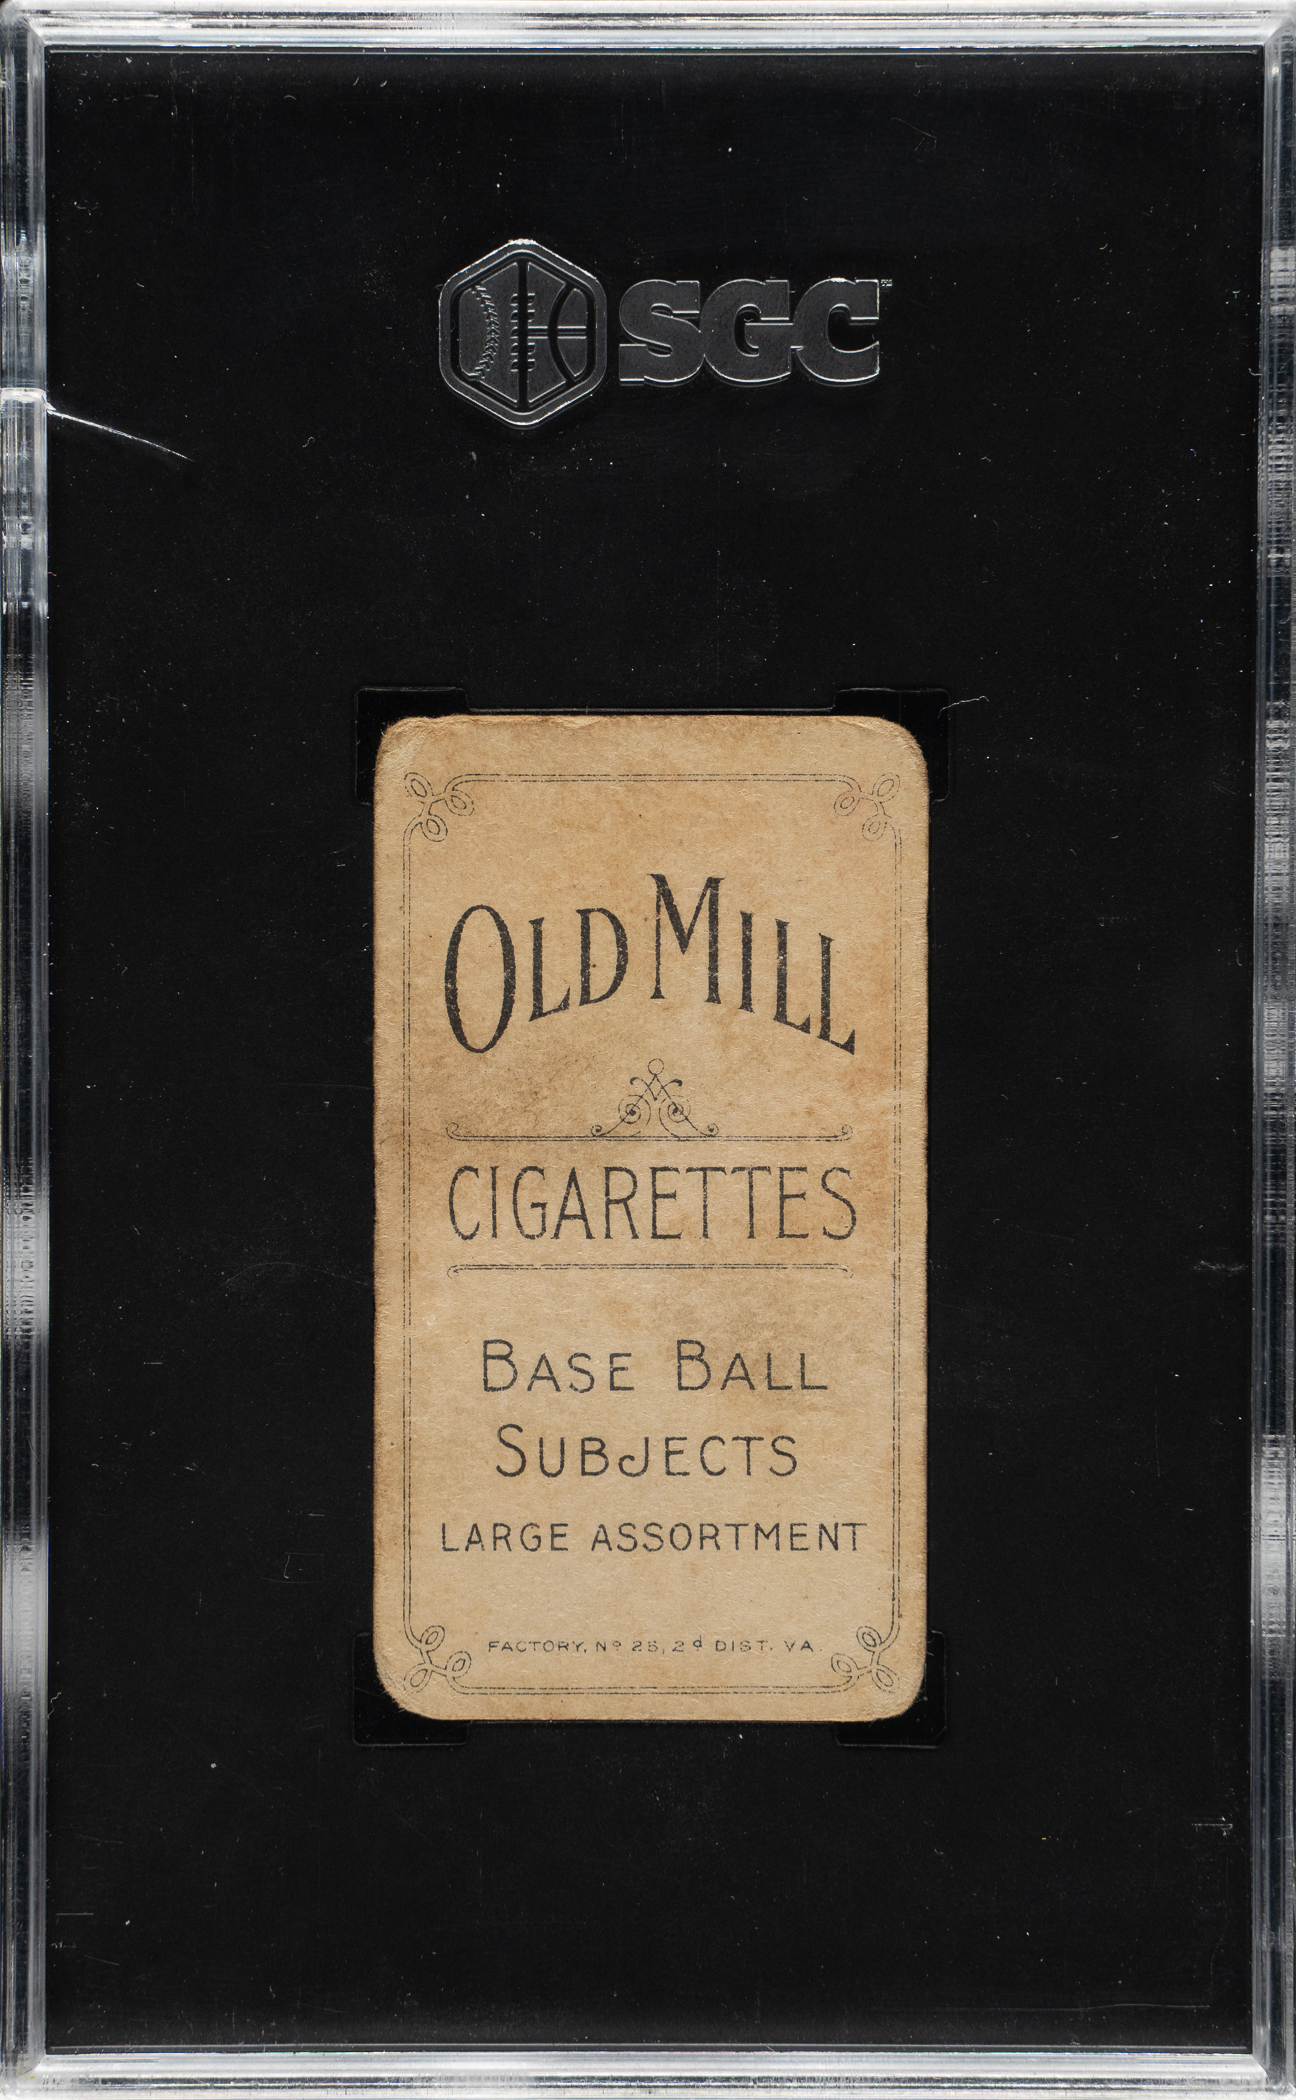 SGC
OLD MILL
CIGARETTES
BASE BALL
SUBJECTS
LARGE ASSORTMENT
FACTORY, Nº 25, 2d DIST. VA.